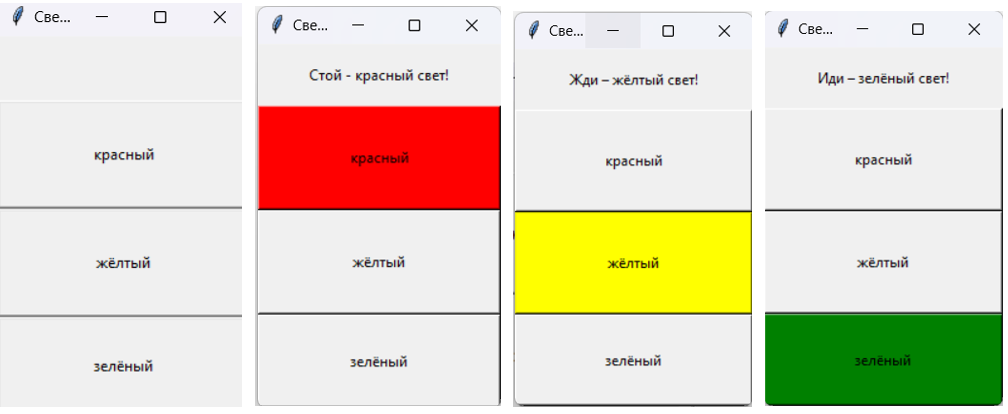 Све...
красный
жёлтый
зелёный
Све...
Стой - красный свет!
красный
жёлтый
зелёный
Све...
Жди – жёлтый свет!
красный
жёлтый
зелёный
Све...
Иди – зелёный свет!
красный
жёлтый
зелёный